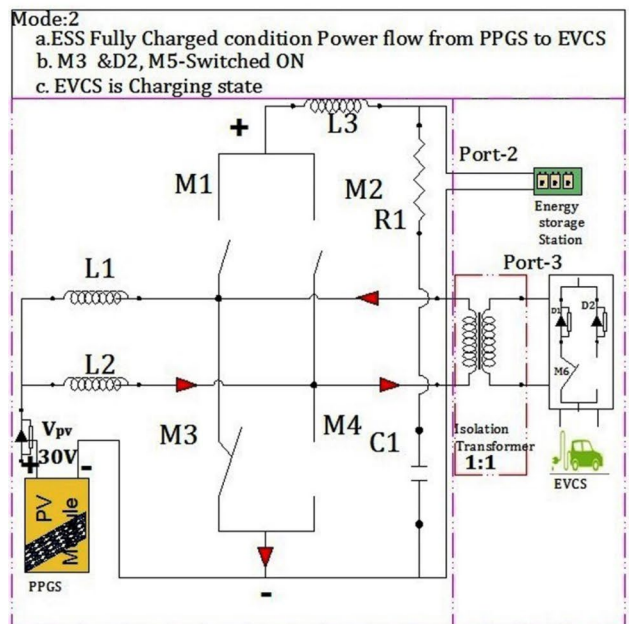 Mode:2
a.ESS Fully Charged condition Power flow from PPGS to EVCS
b. M3 &D2, M5-Switched ON
c. EVCS is Charging state
+
L3
Port-2
M1
M2
R1
Energy
storage
Station
Port-3
L1
D1
D2
L2
M6
Vpv
30V
+
-
M3
M4
C1
Isolation
Transformer
1:1
EVCS
PV
Module
PPGS
-